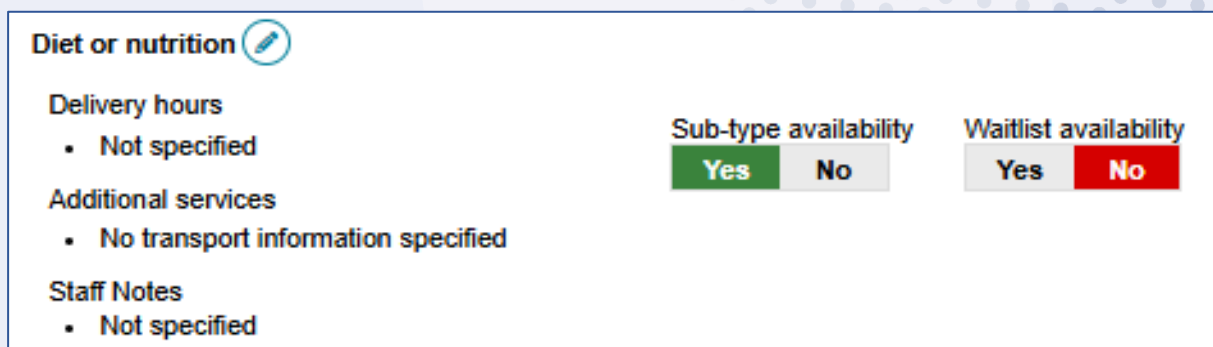 Diet or nutrition
Delivery hours
• Not specified
Additional services
• No transport information specified
Staff Notes
• Not specified
Sub-type availability
Yes No
Waitlist availability
Yes No